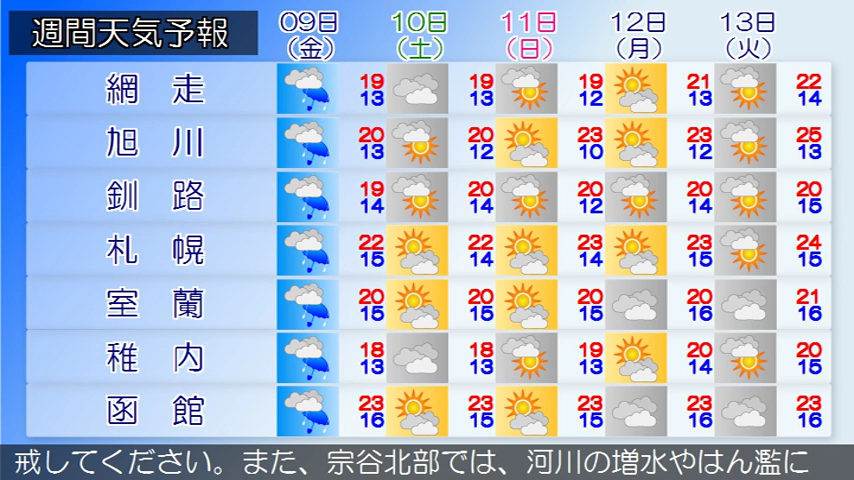 週間天気予報 09日 10日 11日 12日 13日
（金） （土） （日） （月） （火）
網走 19 19 19 21 22
13 13 12 13 14
旭川 20 20 23 23 25
13 12 10 12 13
釧路 19 20 20 20 20
14 14 12 14 15
札幌 22 22 23 23 24
15 14 14 15 15
室蘭 20 20 20 20 21
15 15 15 16 16
稚内 18 18 19 20 20
13 13 13 14 15
函館 23 23 23 23 23
16 15 15 16 16
戒してください。また、宗谷北部では、河川の増水やはん濫に